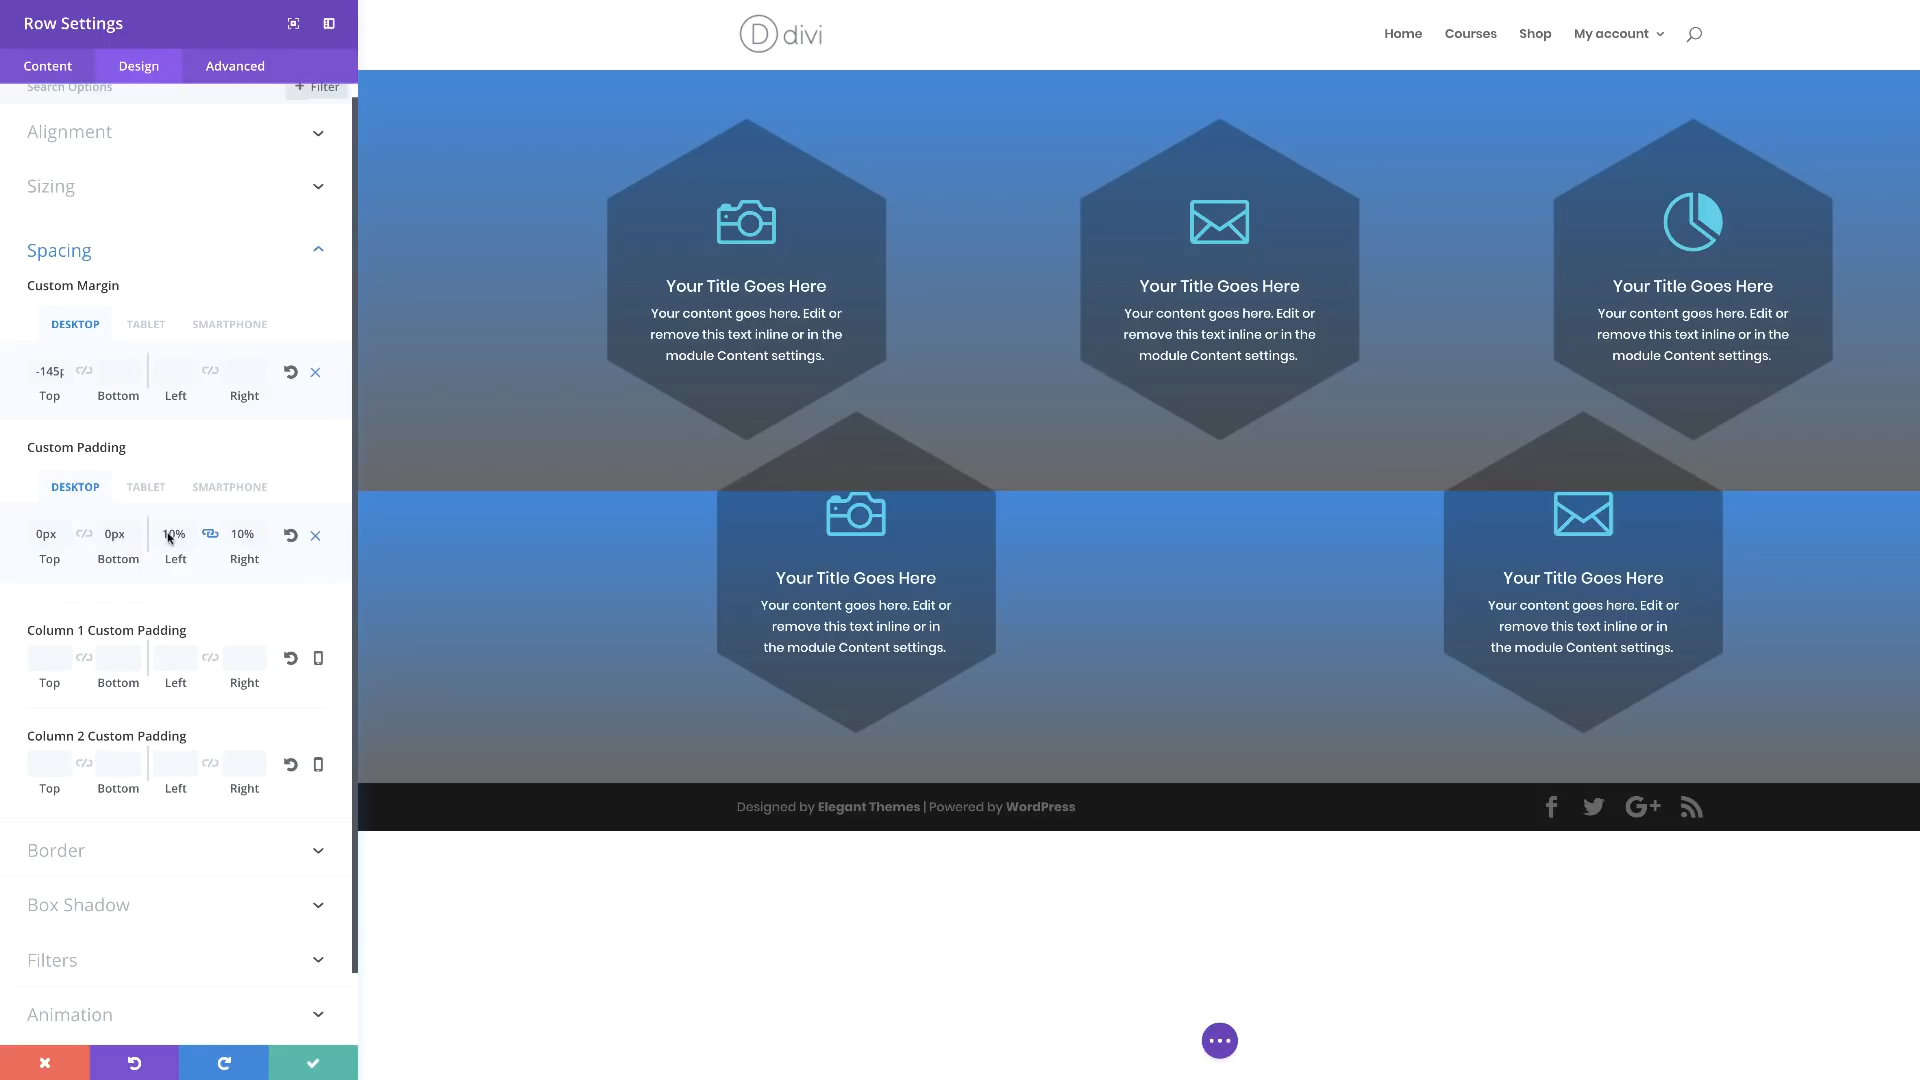 Row Settings
Content
Design
Advanced
Search Options
+ Filter
Alignment
Sizing
Spacing
Custom Margin
DESKTOP
TABLET
SMARTPHONE
-145p
Top
Bottom
Left
Right
Custom Padding
DESKTOP
TABLET
SMARTPHONE
0px
0px
10%
10%
Top
Bottom
Left
Right
Column 1 Custom Padding
Top
Bottom
Left
Right
Column 2 Custom Padding
Top
Bottom
Left
Right
Border
Box Shadow
Filters
Animation
D divi
Home
Courses
Shop
My account
Your Title Goes Here
Your content goes here. Edit or
remove this text inline or in the
module Content settings.
Your Title Goes Here
Your content goes here. Edit or
remove this text inline or in the
module Content settings.
Your Title Goes Here
Your content goes here. Edit or
remove this text inline or in the
module Content settings.
Your Title Goes Here
Your content goes here. Edit or
remove this text inline or in
the module Content settings.
Your Title Goes Here
Your content goes here. Edit or
remove this text inline or in
the module Content settings.
Designed by Elegant Themes | Powered by WordPress